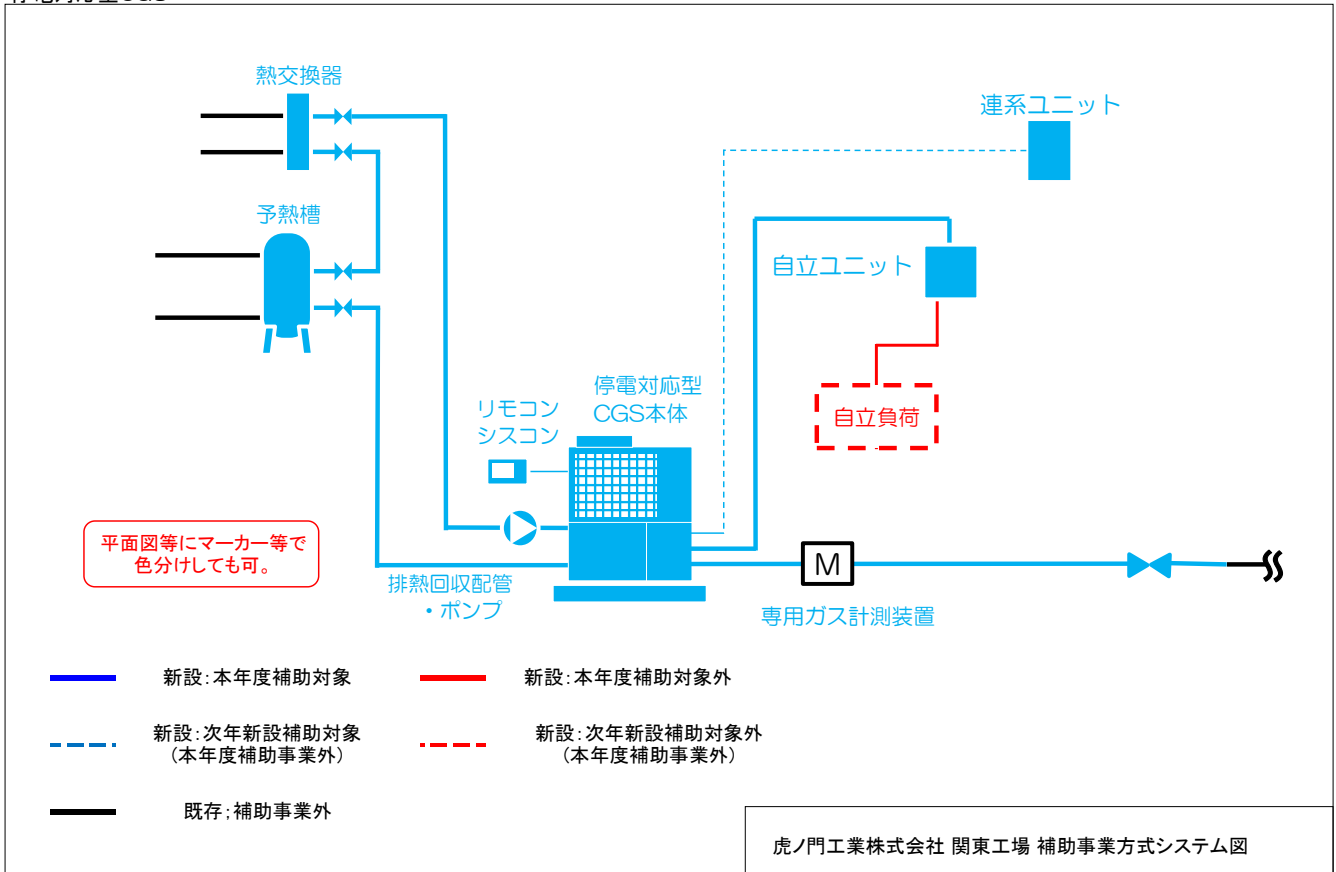 停電対応型CGS
熱交換器
連系ユニット
予熱槽
自立ユニット
停電対応型
CGS本体
リモコン
シスコン
自立負荷
平面図等にマーカー等で
色分けしても可。
M
排熱回収配管
・ポンプ
専用ガス計測装置
新設:本年度補助対象
新設:本年度補助対象外
新設:次年新設補助対象
(本年度補助事業外)
新設:次年新設補助対象外
(本年度補助事業外)
既存;補助事業外
虎ノ門工業株式会社 関東工場 補助事業方式システム図